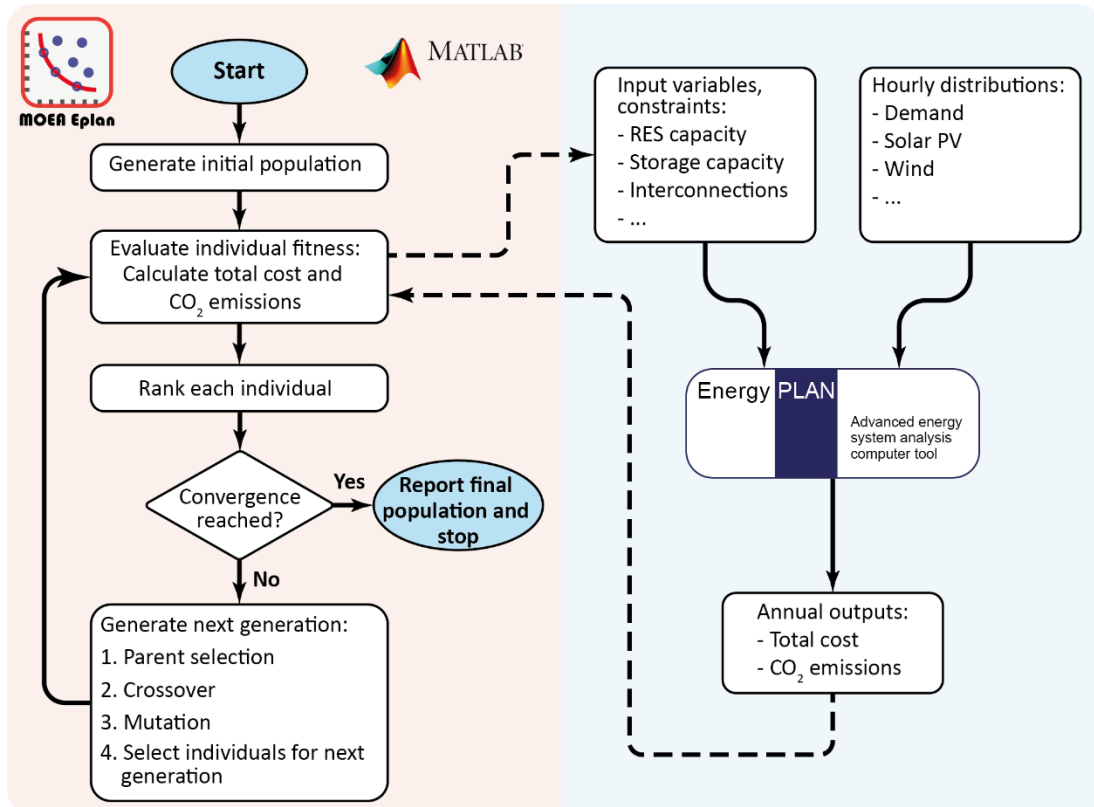 MOEA Eplan
MATLAB
Start
Generate initial population
Evaluate individual fitness:
Calculate total cost and
CO₂ emissions
Rank each individual
Convergence
reached?
Yes
Report final
population and
stop
No
Generate next generation:
1. Parent selection
2. Crossover
3. Mutation
4. Select individuals for next
generation
Input variables,
constraints:
- RES capacity
- Storage capacity
- Interconnections
- ...
Hourly distributions:
- Demand
- Solar PV
- Wind
- ...
Energy PLAN
Advanced energy
system analysis
computer tool
Annual outputs:
- Total cost
- CO₂ emissions